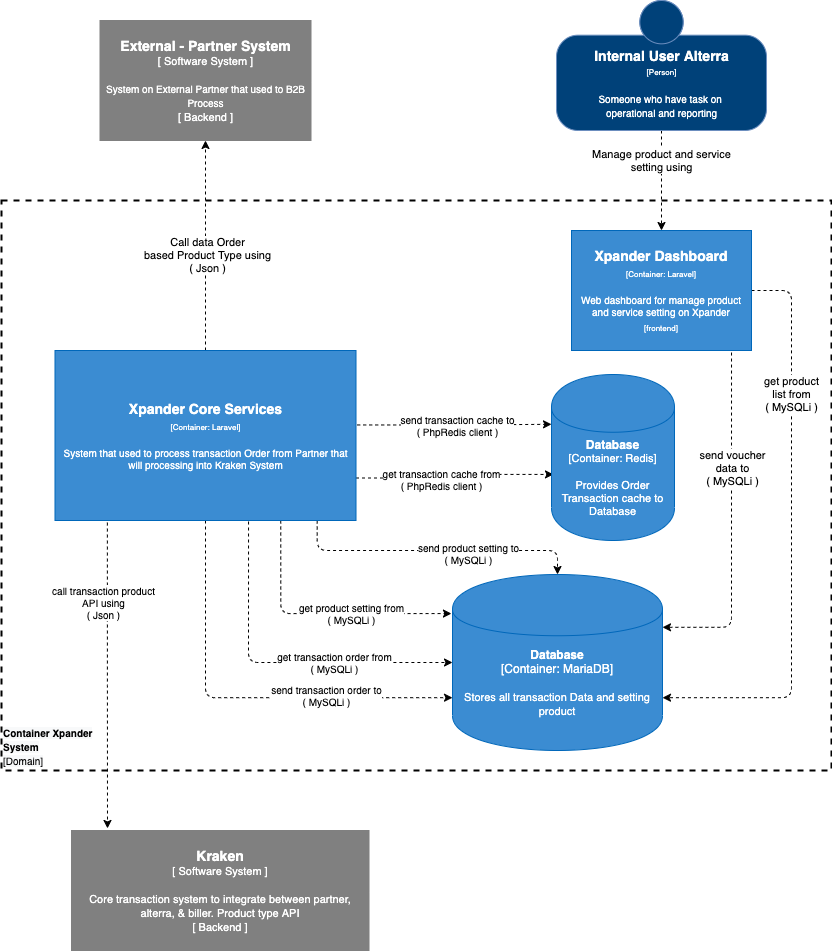 External - Partner System
[ Software System ]
System on External Partner that used to B2B
Process
[ Backend ]
Internal User Alterra
[Person]
Someone who have task on
operational and reporting
Manage product and service
setting using
Call data Order
based Product Type using
( Json )
Xpander Dashboard
[Container: Laravel]
Web dashboard for manage product
and service setting on Xpander
[frontend]
Xpander Core Services
[Container: Laravel]
System that used to process transaction Order from Partner that
will processing into Kraken System
get product
list from
( MySQLi )
send transaction cache to
( PhpRedis client )
get transaction cache from
( PhpRedis client )
Database
[Container: Redis]
Provides Order
Transaction cache to
Database
send voucher
data to
( MySQLi )
send product setting to
( MySQLi )
call transaction product
API using
( Json )
get product setting from
( MySQLi )
get transaction order from
( MySQLi )
send transaction order to
( MySQLi )
Database
[Container: MariaDB]
Stores all transaction Data and setting
product
Container Xpander
System
[Domain]
Kraken
[ Software System ]
Core transaction system to integrate between partner,
alterra, & biller. Product type API
[ Backend ]